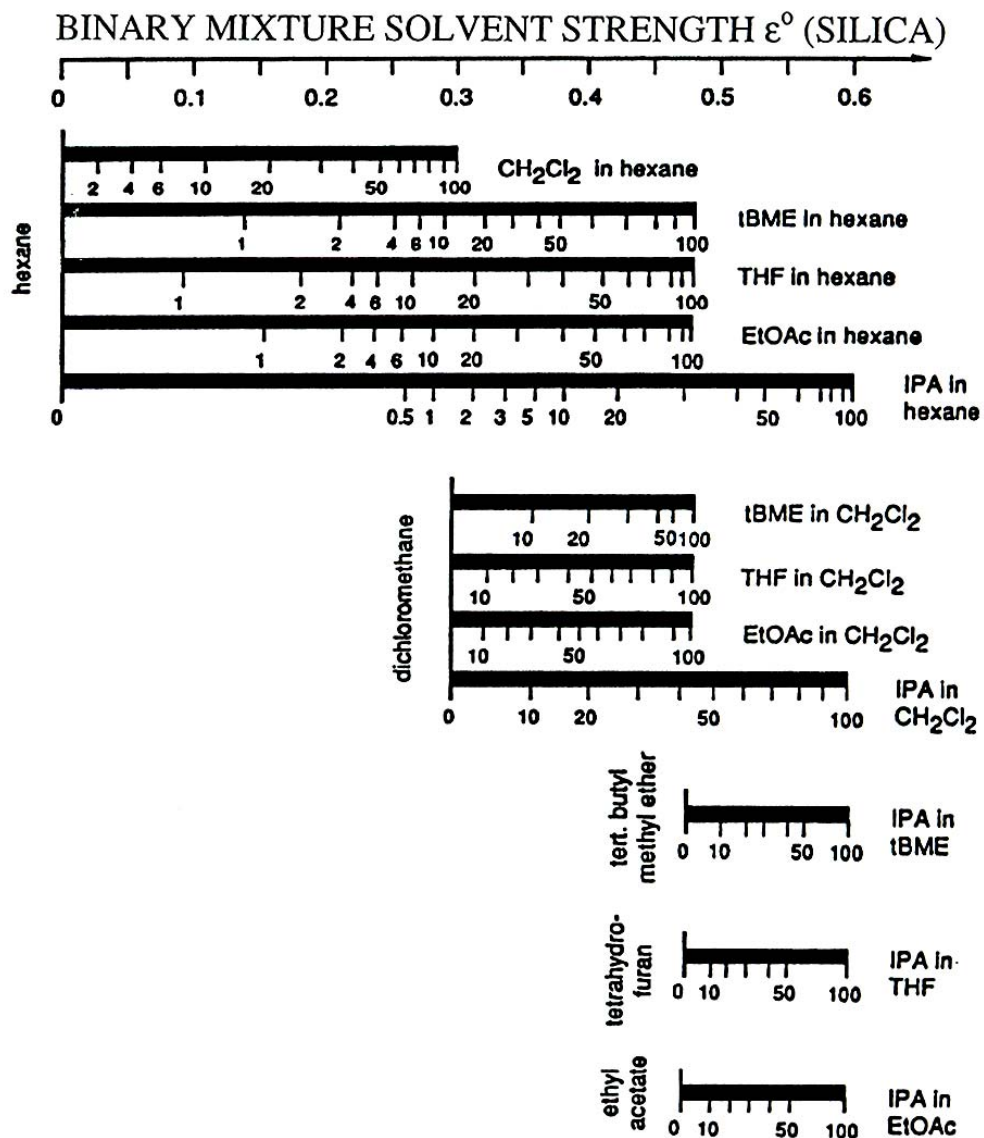 BINARY MIXTURE SOLVENT STRENGTH ε° (SILICA)
0 0.1 0.2 0.3 0.4 0.5 0.6
hexane
CH₂Cl₂ in hexane
2 4 6 10 20 50 100
tBME in hexane
1 2 4 6 10 20 50 100
THF in hexane
1 2 4 6 10 20 50 100
EtOAc in hexane
1 2 4 6 10 20 50 100
IPA in
hexane
0 0.5 1 2 3 5 10 20 50 100
dichloromethane
tBME in CH₂Cl₂
10 20 50 100
THF in CH₂Cl₂
10 50 100
EtOAc in CH₂Cl₂
10 50 100
IPA in
CH₂Cl₂
0 10 20 50 100
tert. butyl
methyl ether
IPA in
tBME
0 10 50 100
tetrahydro-
furan
IPA in
THF
0 10 50 100
ethyl
acetate
IPA in
EtOAc
0 10 50 100